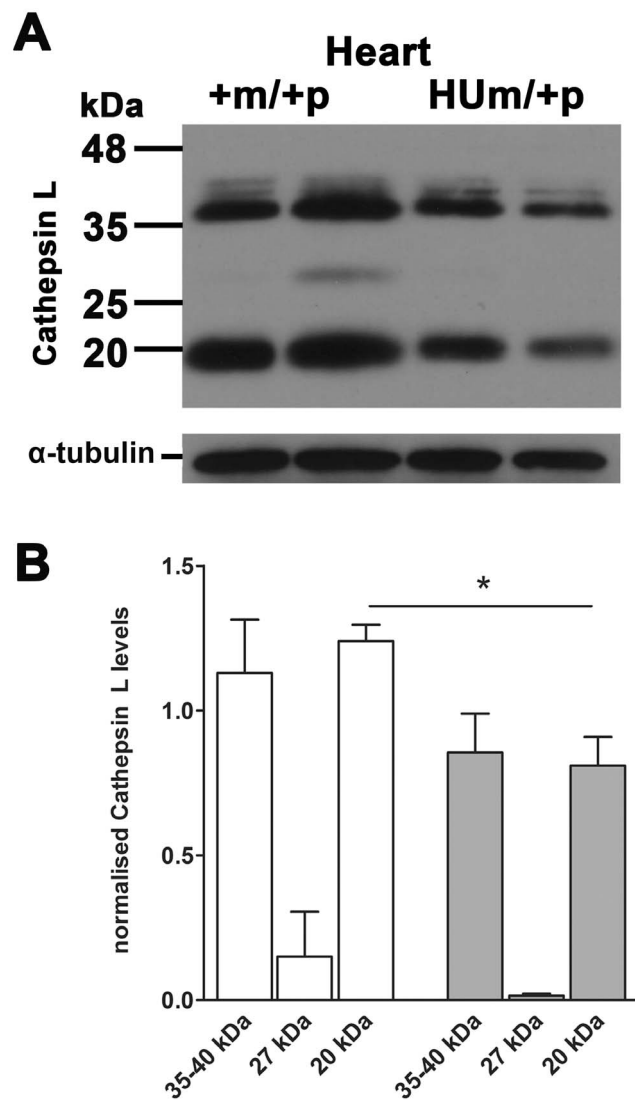 A
Heart
+m/+p HUm/+p
kDa
48
35
25
20
Cathepsin L
α-tubulin
B
*
1.5
1.0
0.5
0.0
normalised Cathepsin L levels
35-40 kDa 27 kDa 20 kDa 35-40 kDa 27 kDa 20 kDa